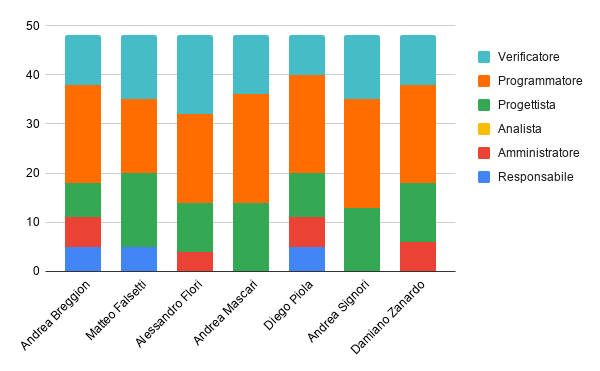 50
40
30
20
10
0
Andrea Breggion
Matteo Falsetti
Alessandro Flori
Andrea Mascari
Diego Piola
Andrea Signori
Damiano Zanardo
Verificatore
Programmatore
Progettista
Analista
Amministratore
Responsabile